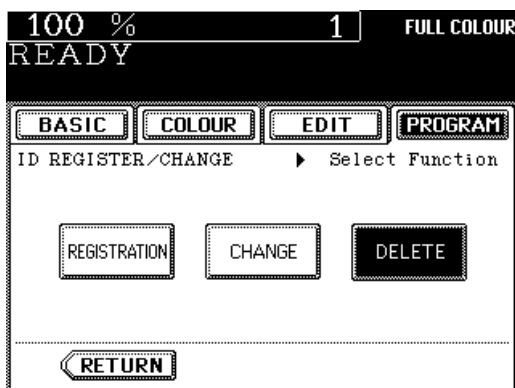 100 % 1 FULL COLOUR
READY
BASIC COLOUR EDIT PROGRAM
ID REGISTER/CHANGE Select Function
REGISTRATION CHANGE DELETE
RETURN